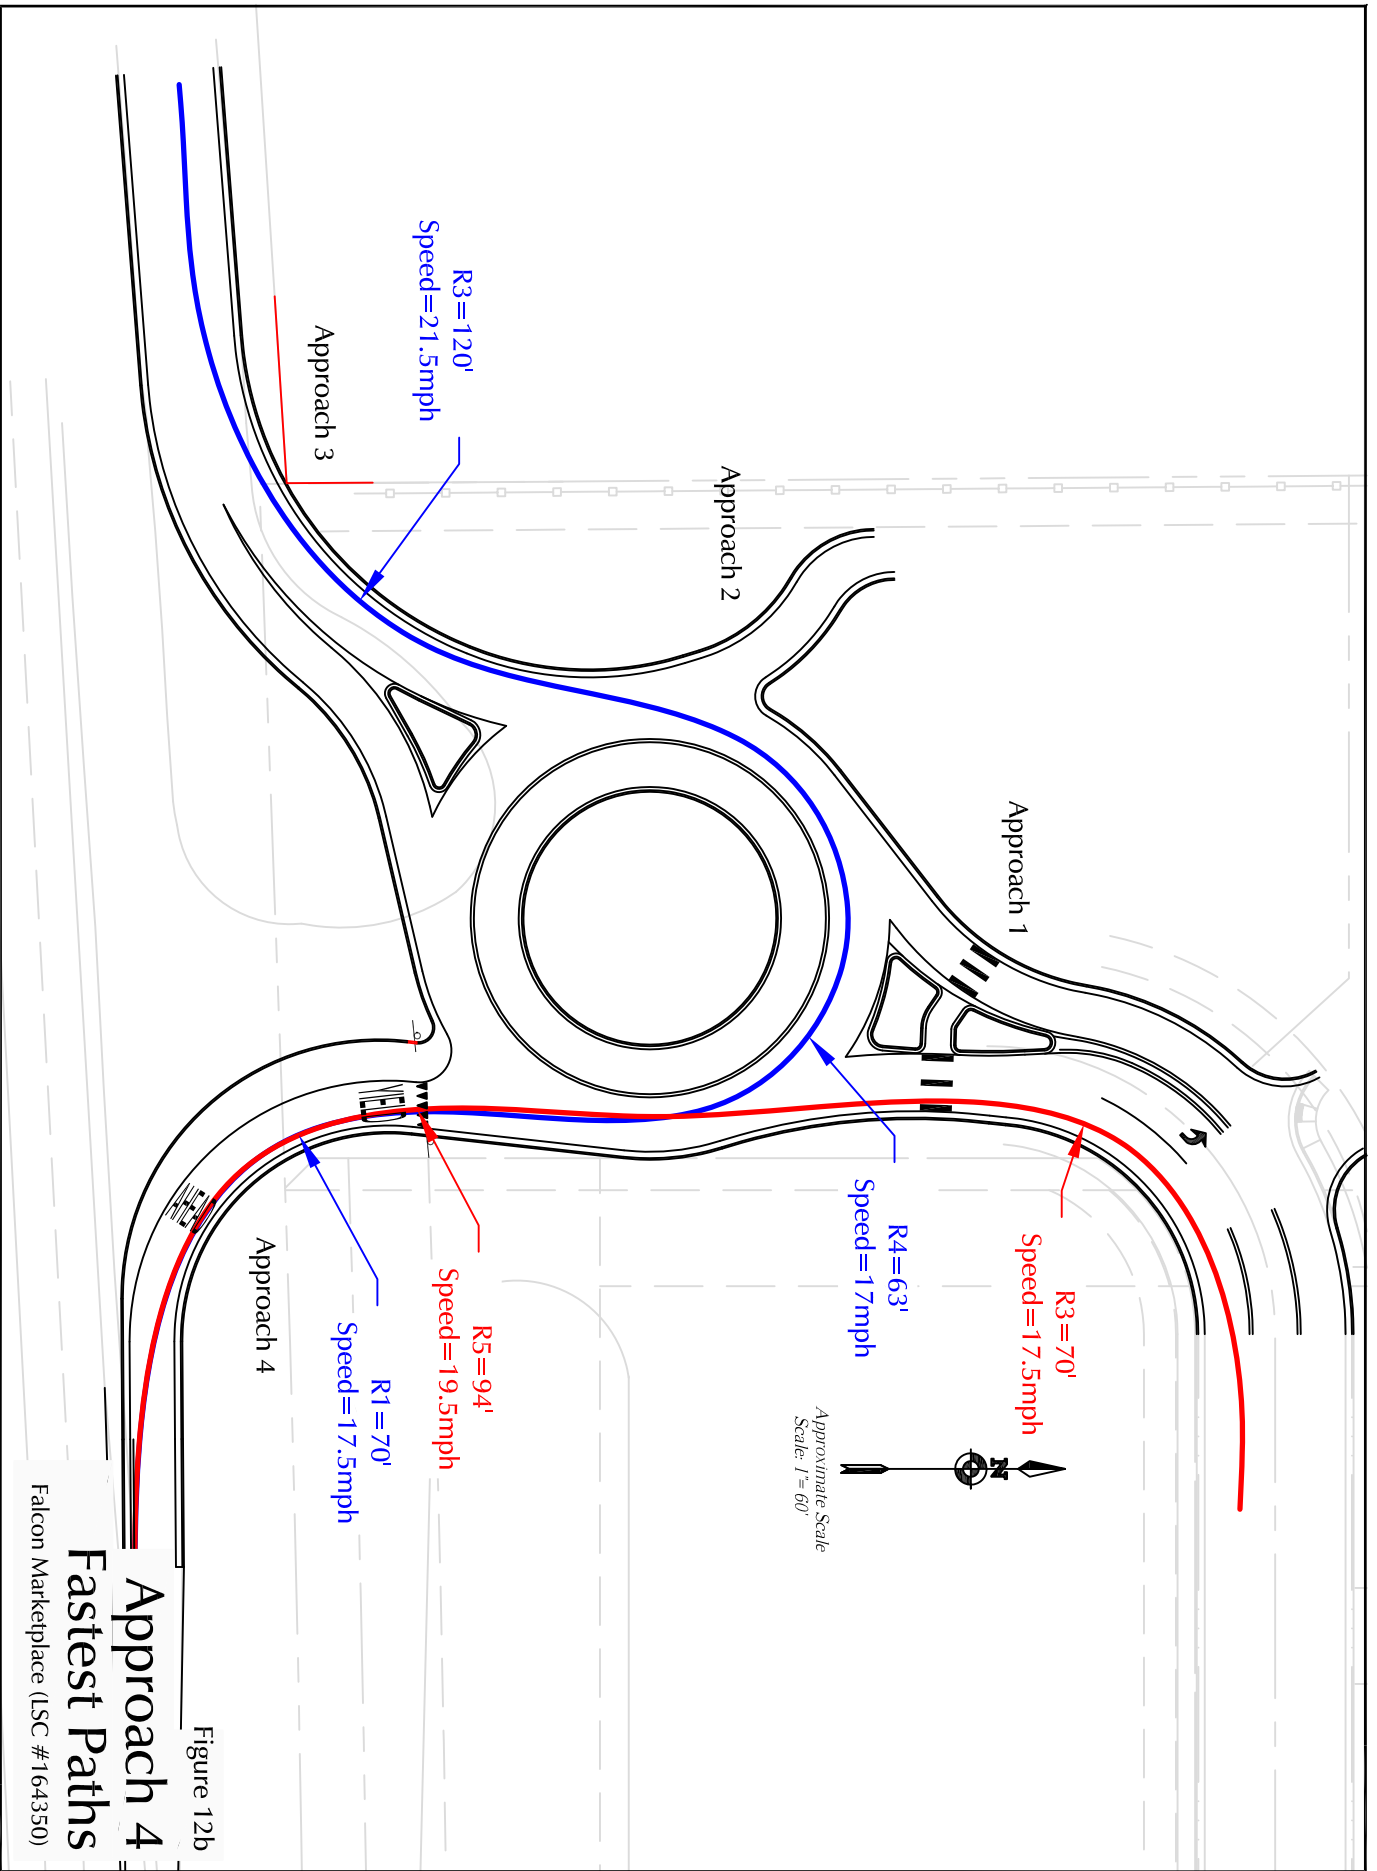 Approach 1
Approach 2
Approach 3
Approach 4
R3=120'
Speed=21.5mph
R3=70'
Speed=17.5mph
R4=63'
Speed=17mph
R5=94'
Speed=19.5mph
R1=70'
Speed=17.5mph
N
Approximate Scale
Scale: 1"= 60'
Figure 12b
Approach 4
Fastest Paths
Falcon Marketplace (LSC #164350)